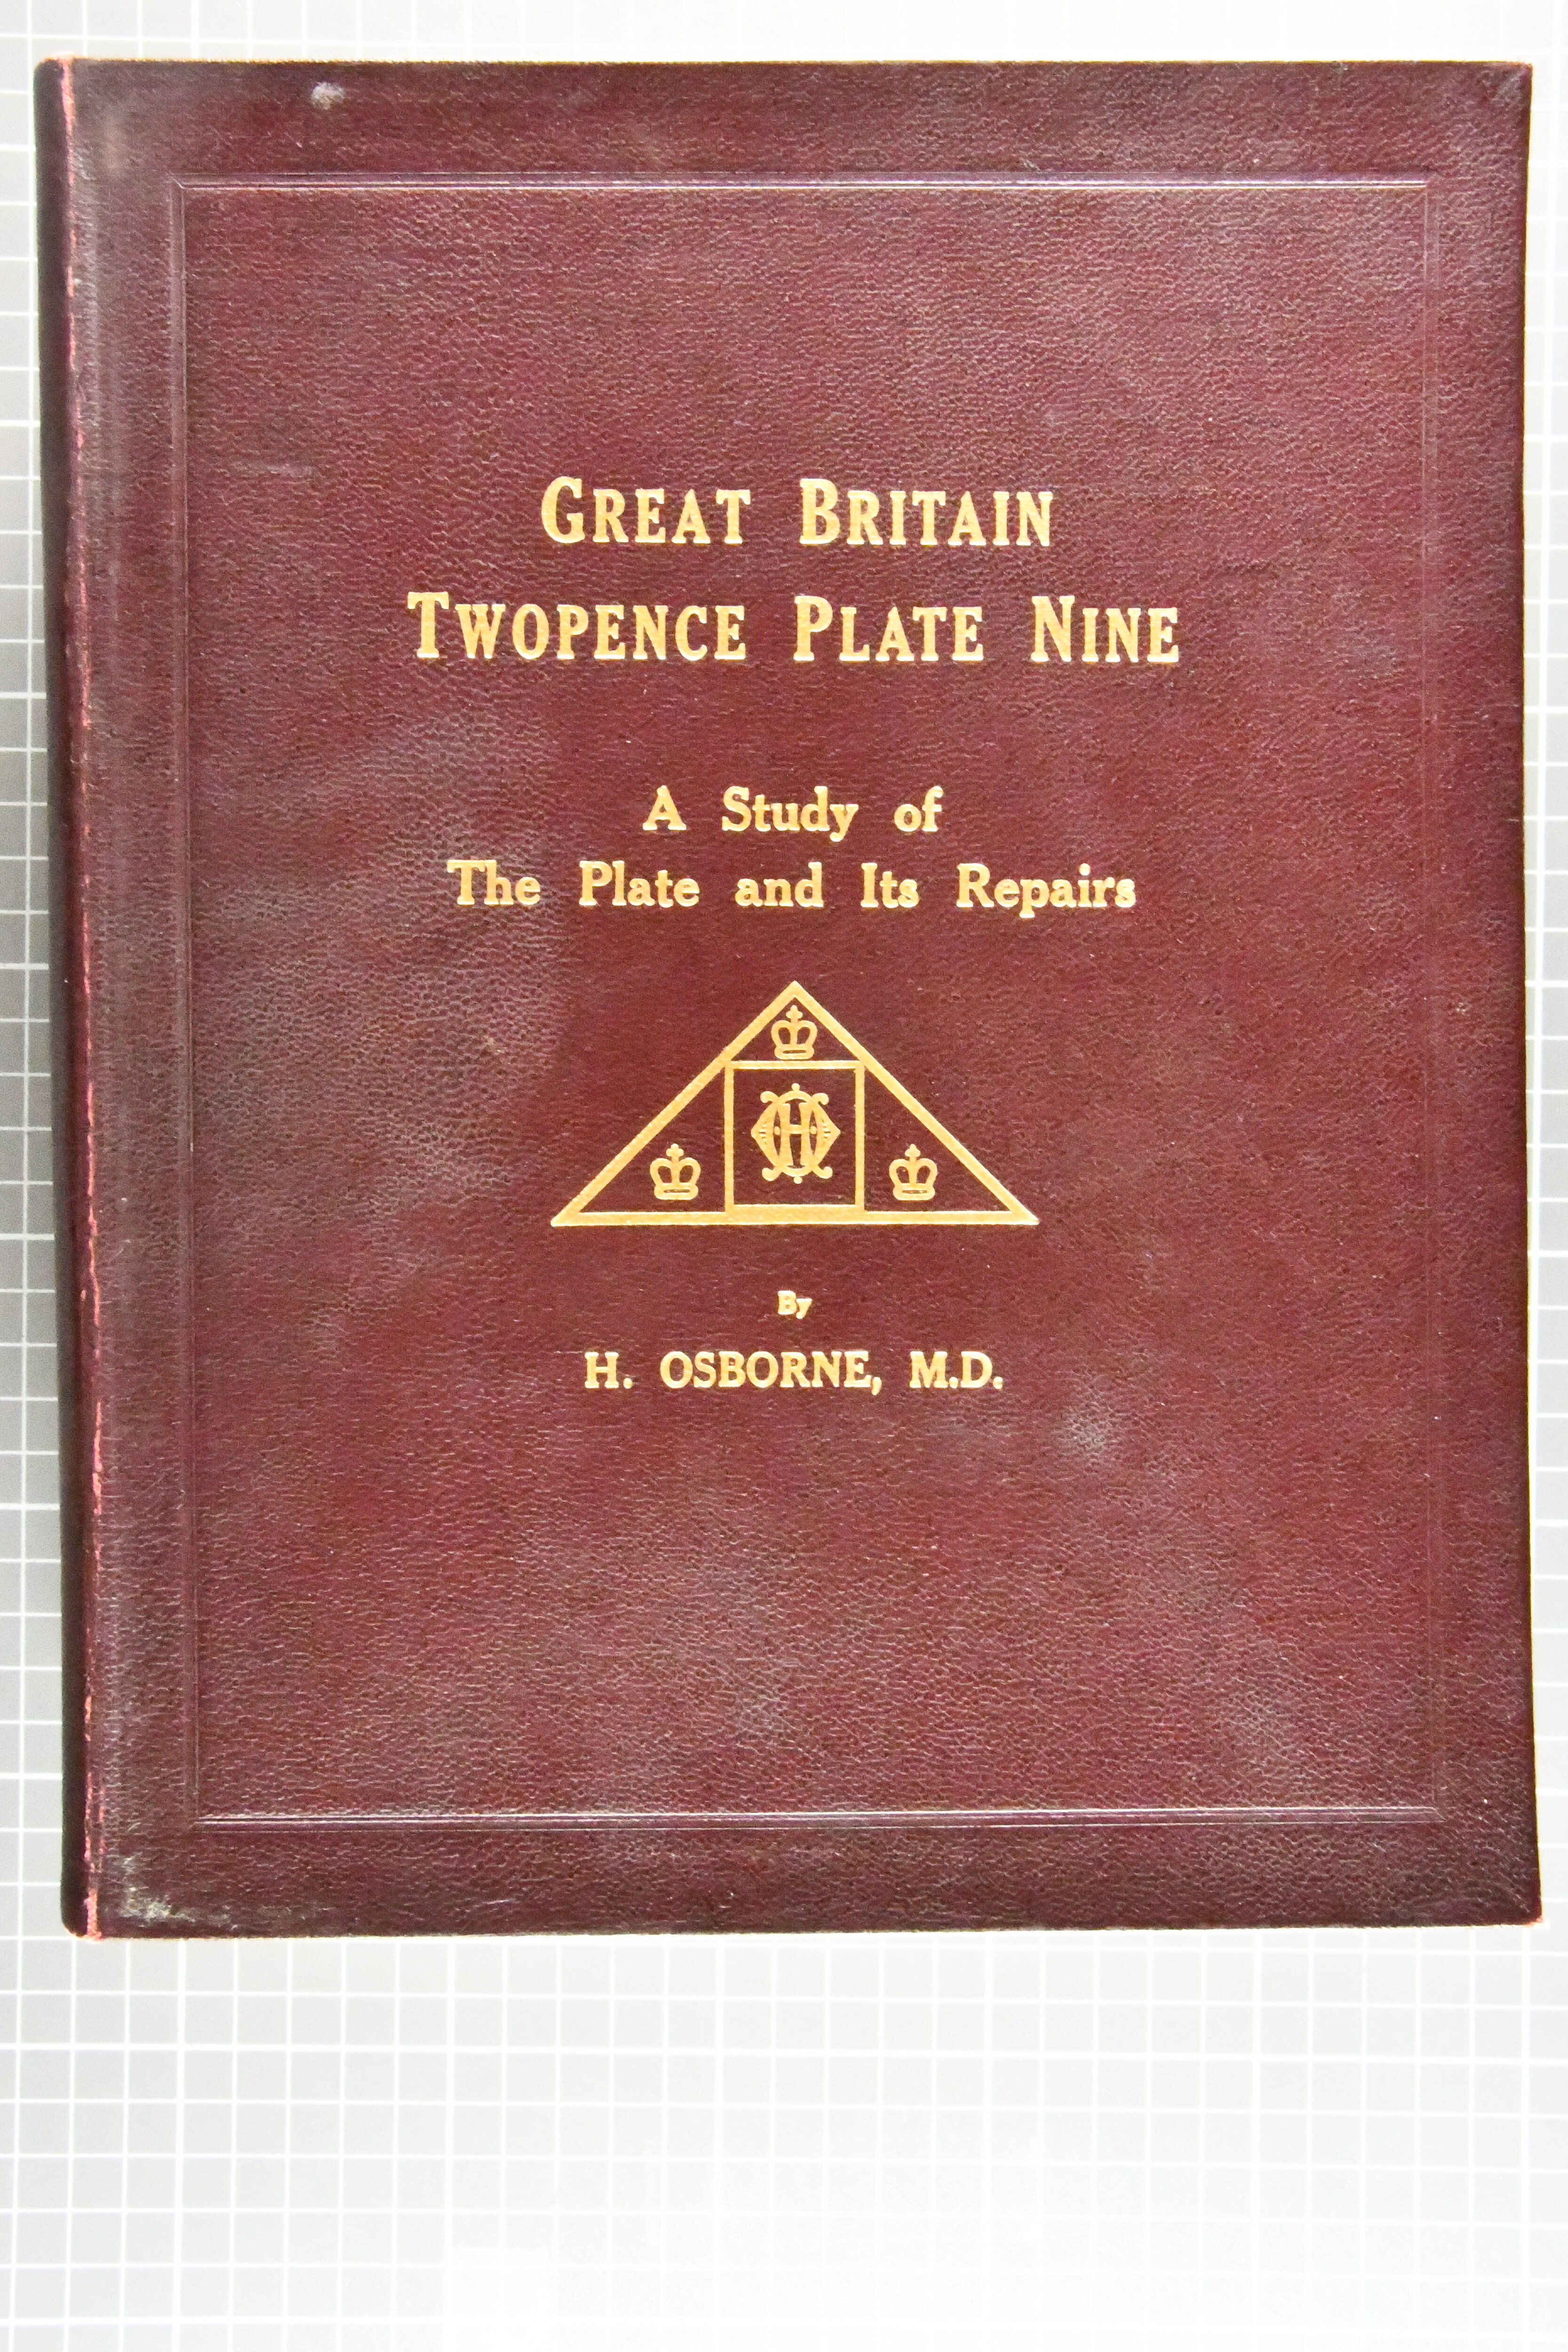 GREAT BRITAIN
TWOPENCE PLATE NINE
A Study of
The Plate and Its Repairs
By
H. OSBORNE, M.D.